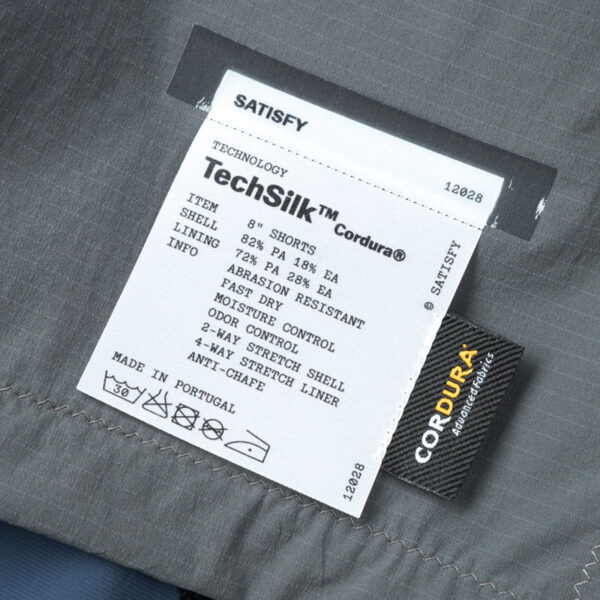 SATISFY
TECHNOLOGY
12028
TechSilk™ Cordura®
ITEM 8" SHORTS
SHELL 82% PA 18% EA
LINING 72% PA 28% EA
INFO ABRASION RESISTANT
FAST DRY
MOISTURE CONTROL
ODOR CONTROL
2-WAY STRETCH SHELL
4-WAY STRETCH LINER
ANTI-CHAFE
MADE IN PORTUGAL
30
© SATISFY
12028
CORDURA®
Advanced Fabrics